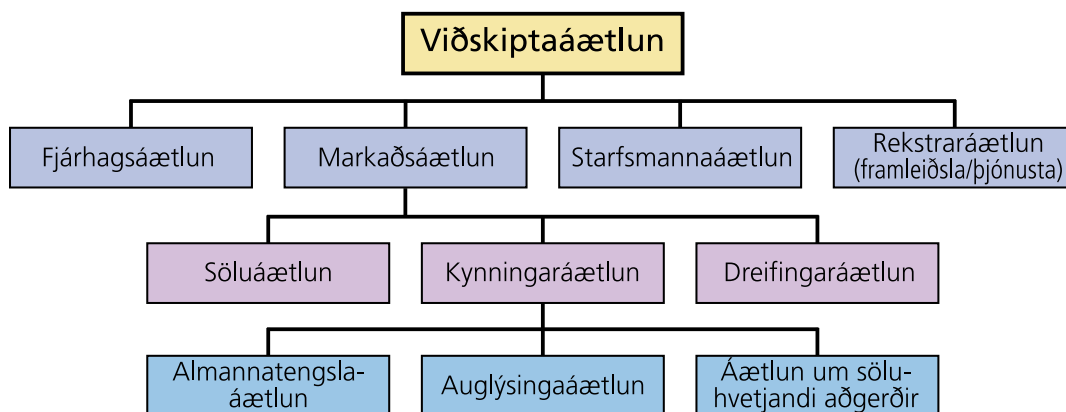 Viðskiptaáætlun
Fjárhagsáætlun
Markaðsáætlun
Starfsmannaáætlun
Rekstraráætlun
(framleiðsla/þjónusta)
Söluáætlun
Kynningaráætlun
Dreifingaráætlun
Almannatengsla-
áætlun
Auglýsingaáætlun
Áætlun um sölu-
hvetjandi aðgerðir